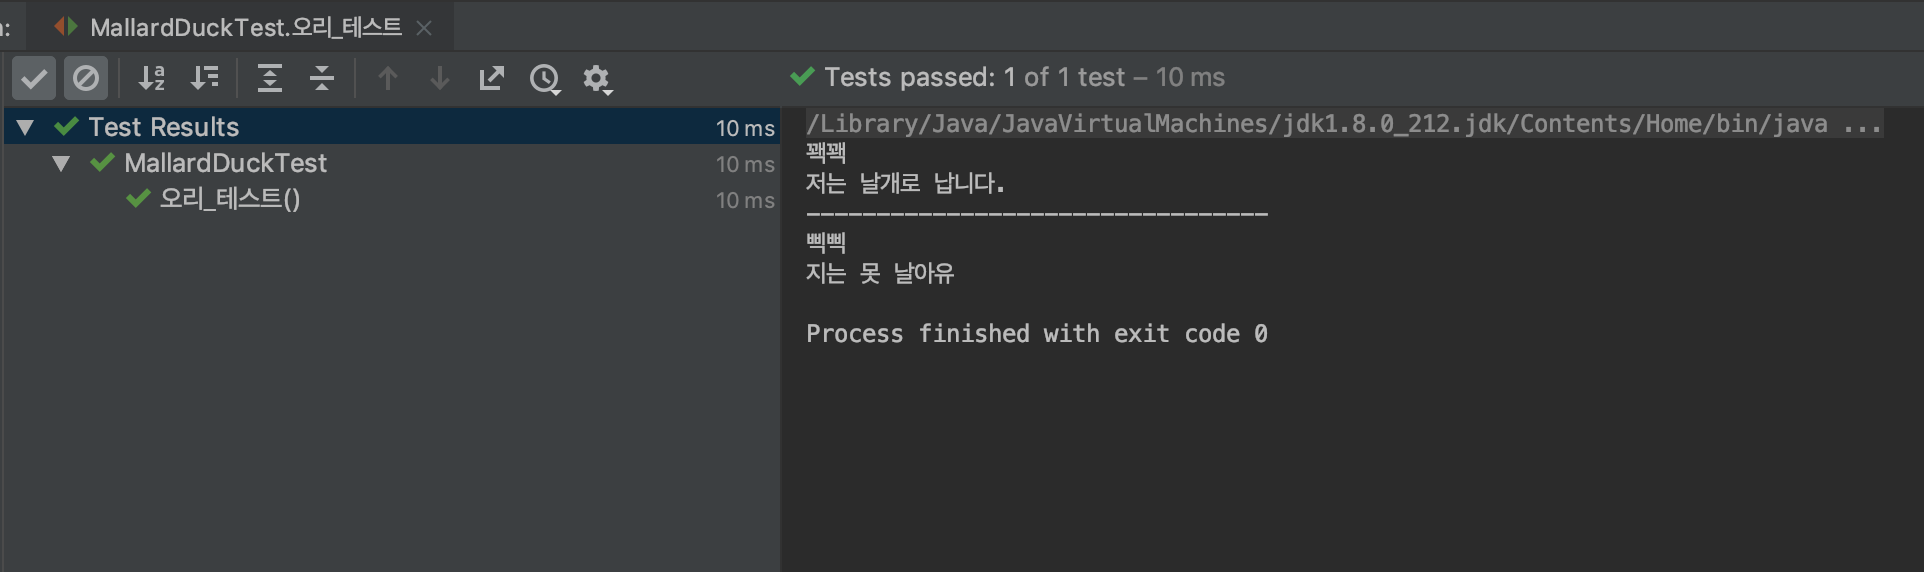 :
MallardDuckTest.오리_테스트
Tests passed: 1 of 1 test – 10 ms
Test Results 10 ms
MallardDuckTest 10 ms
오리_테스트() 10 ms
/Library/Java/JavaVirtualMachines/jdk1.8.0_212.jdk/Contents/Home/bin/java ...
꽥꽥
저는 날개로 납니다.
---------------------------------
삑삑
지는 못 날아유
Process finished with exit code 0